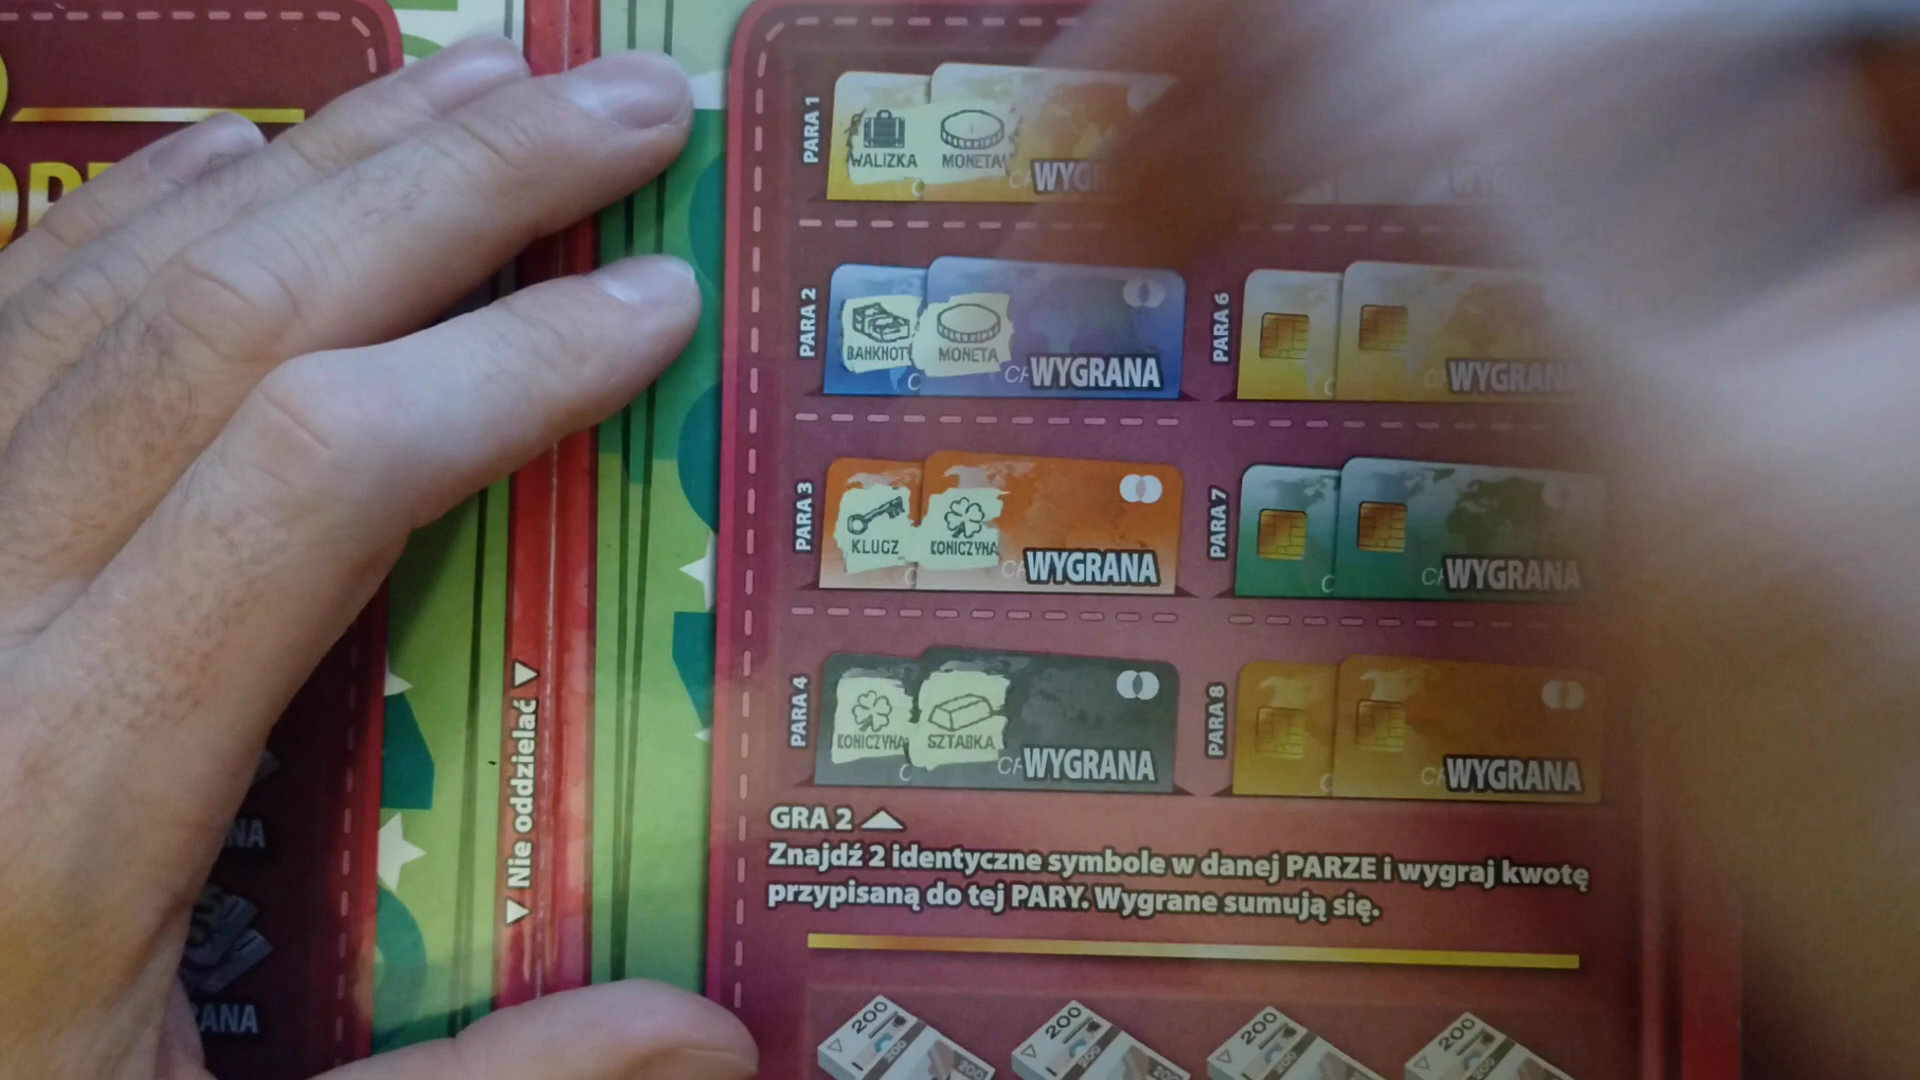 PARA 1
WALIZKA
MONETA
PARA 2
BANKNOT
MONETA
WYGRANA
PARA 6
WYGRANA
PARA 3
KLUCZ
KONICZYNA
WYGRANA
PARA 7
WYGRANA
PARA 4
KONICZYNA
SZTABKA
WYGRANA
PARA 8
WYGRANA
Nie oddzielać
GRA 2
Znajdź 2 identyczne symbole w danej PARZE i wygraj kwotę
przypisaną do tej PARY. Wygrane sumują się.
200
200
200
200